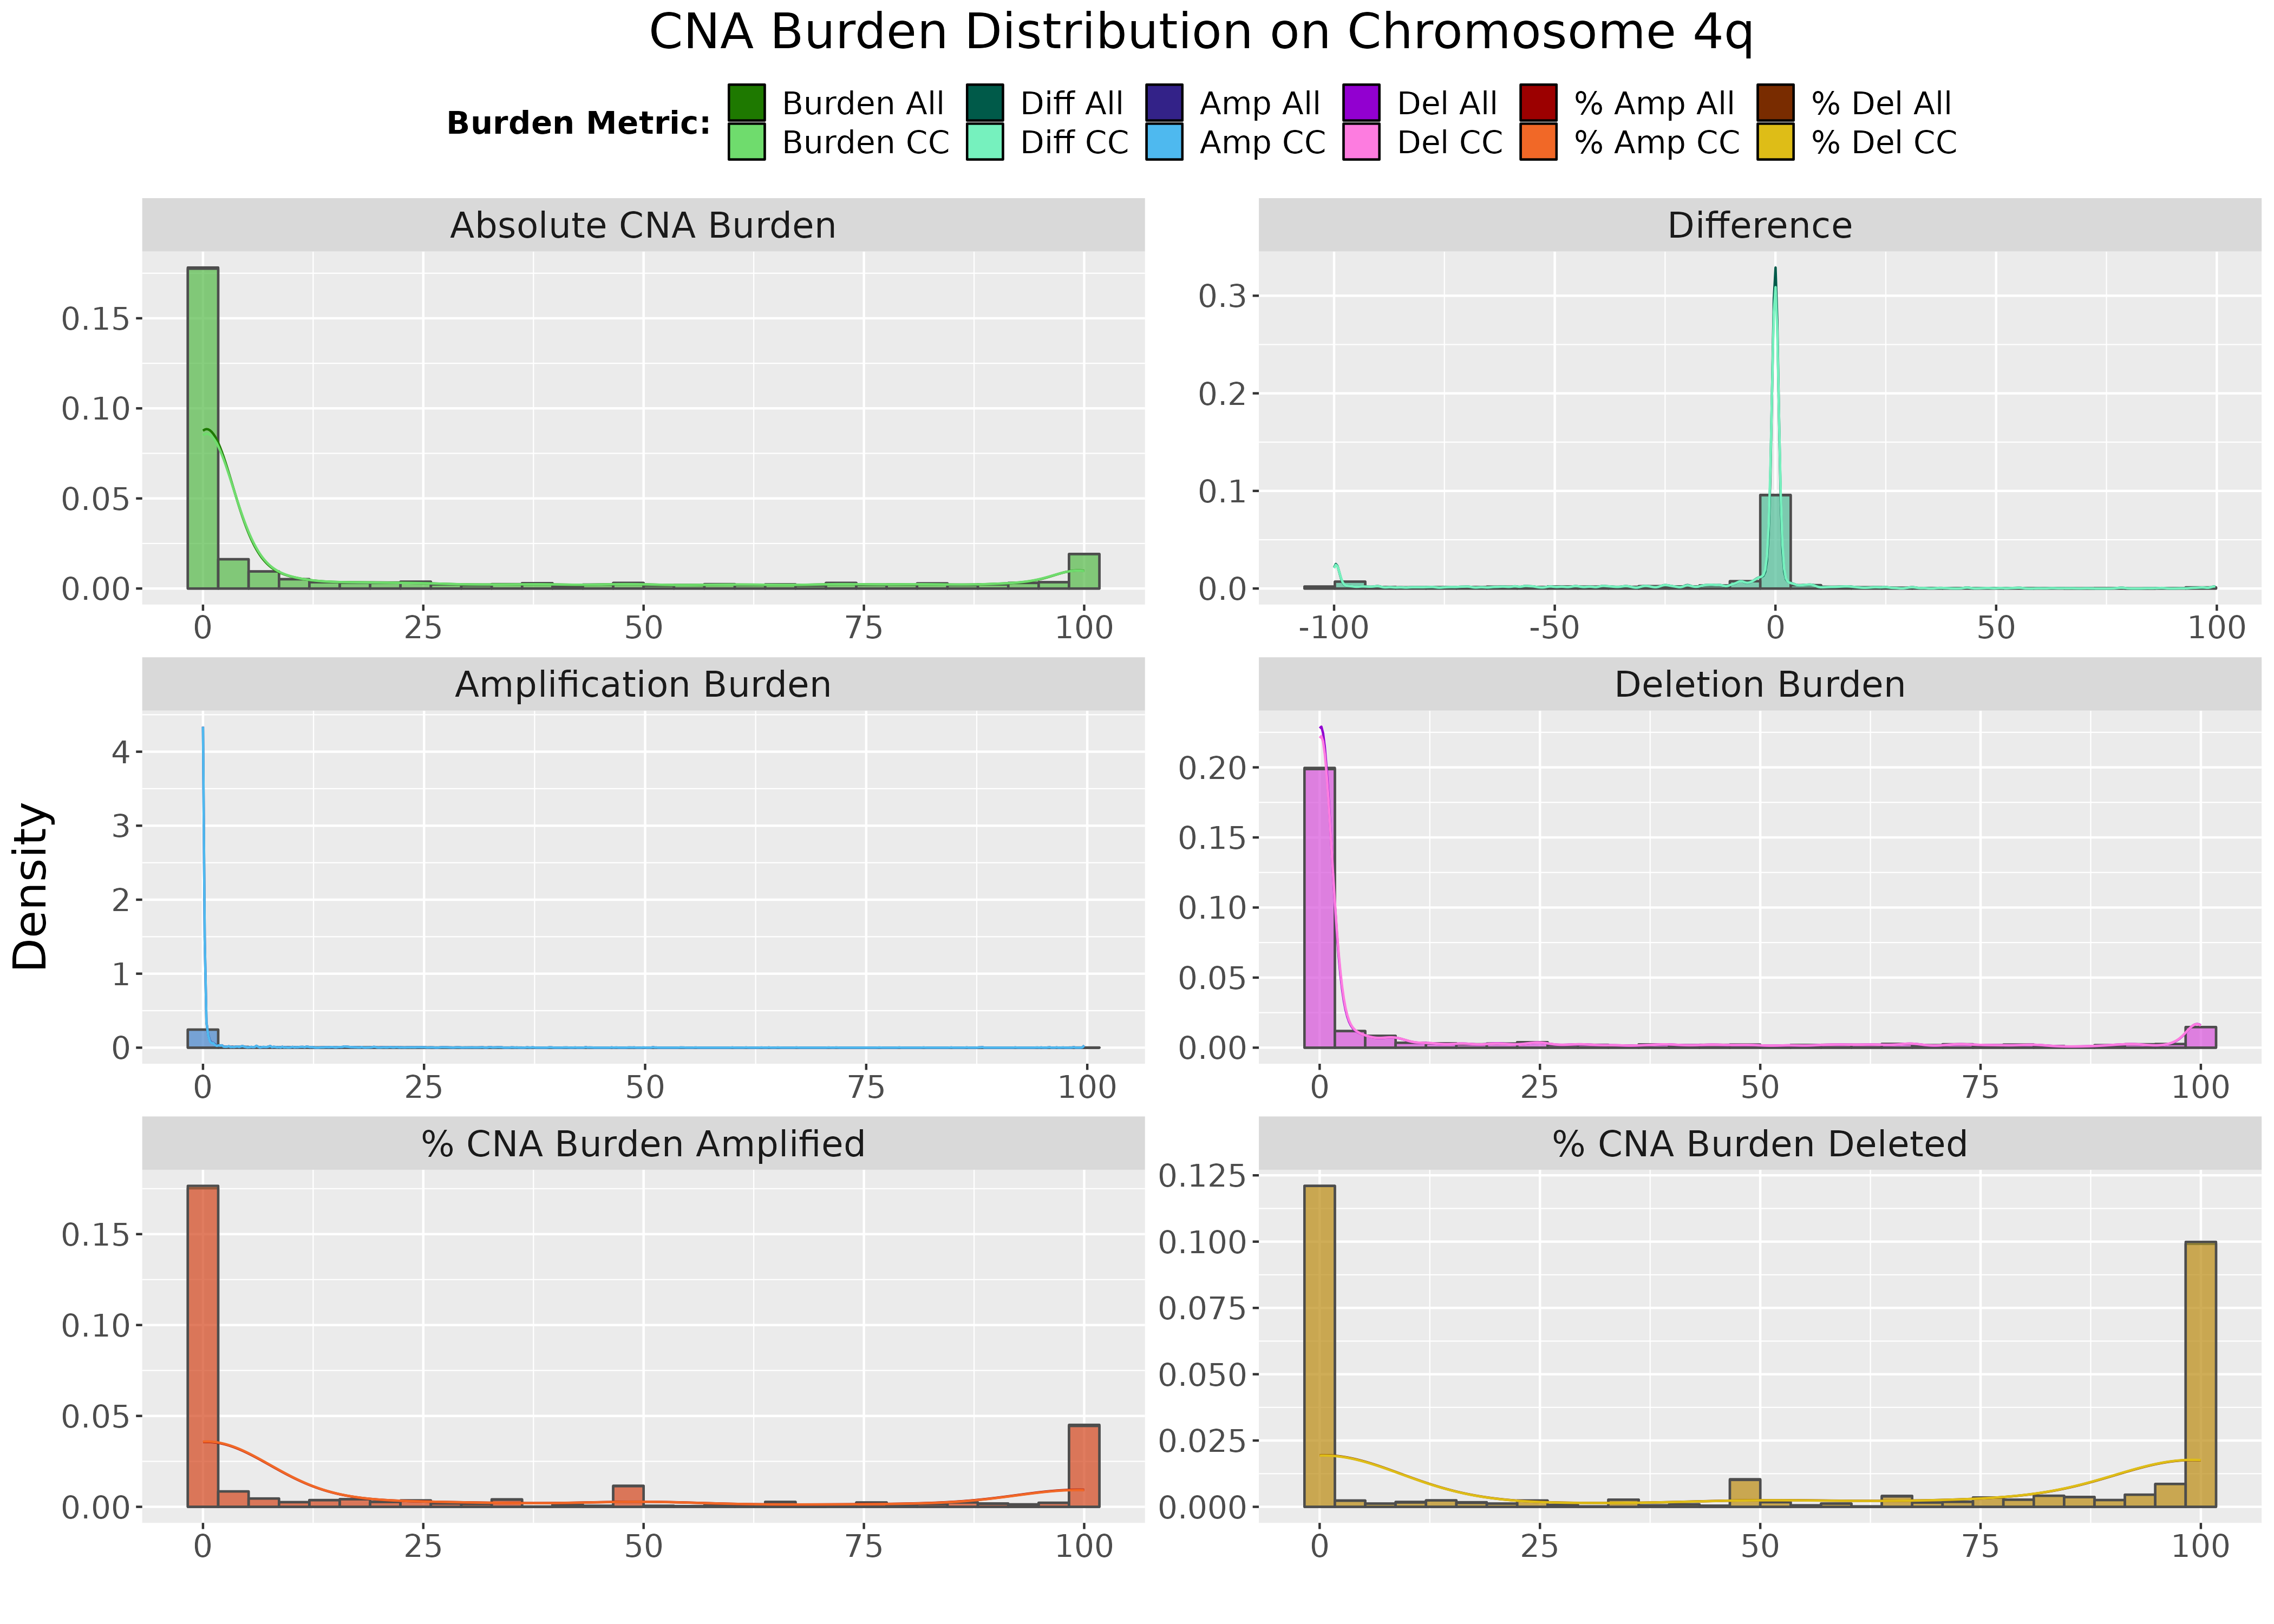 CNA Burden Distribution on Chromosome 4q
Burden Metric:
Burden All Diff All Amp All Del All % Amp All % Del All
Burden CC Diff CC Amp CC Del CC % Amp CC % Del CC
Absolute CNA Burden
0.15
0.10
0.05
0.00
0 25 50 75 100
Difference
0.3
0.2
0.1
0.0
-100 -50 0 50 100
Density
Amplification Burden
4
3
2
1
0
0 25 50 75 100
Deletion Burden
0.20
0.15
0.10
0.05
0.00
0 25 50 75 100
% CNA Burden Amplified
0.15
0.10
0.05
0.00
0 25 50 75 100
% CNA Burden Deleted
0.125
0.100
0.075
0.050
0.025
0.000
0 25 50 75 100